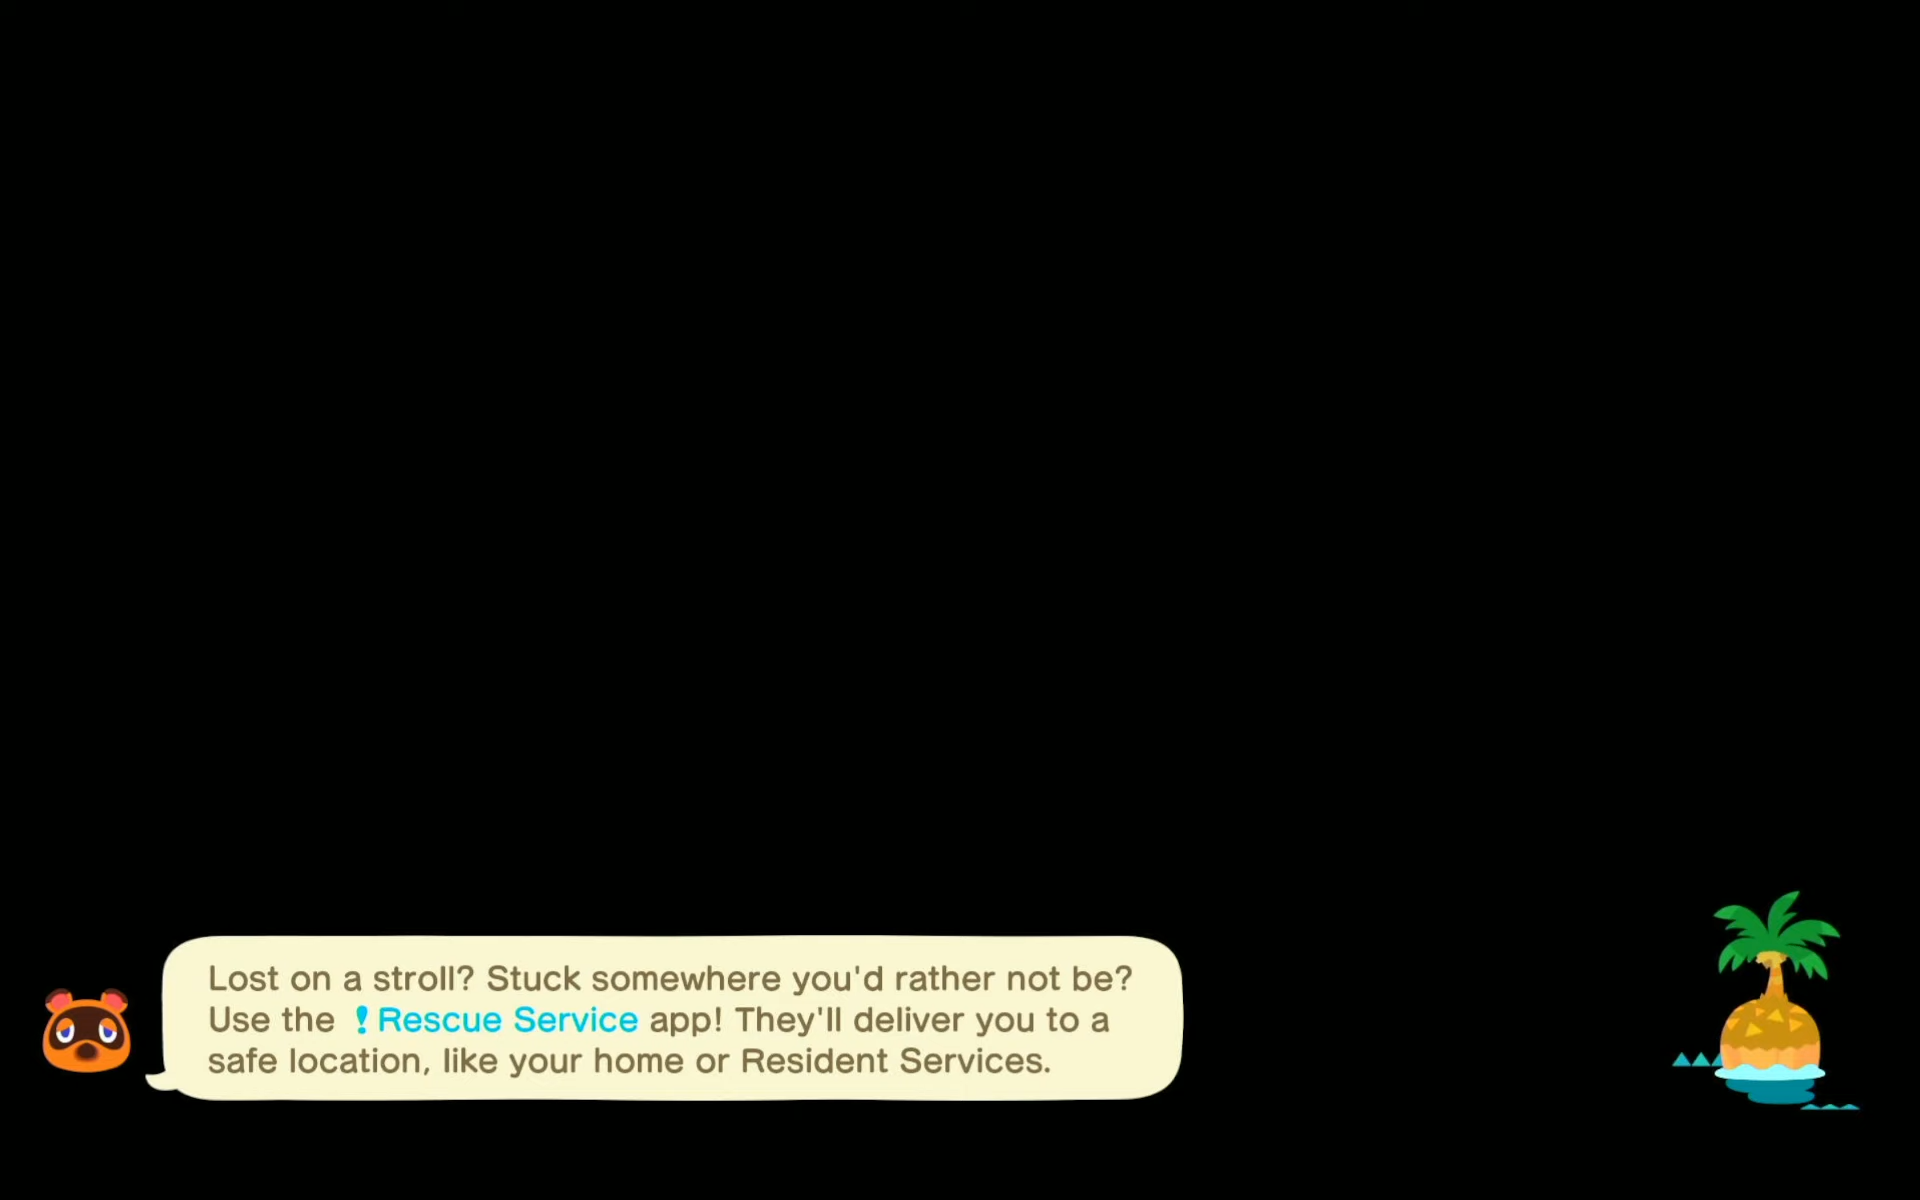 Lost on a stroll? Stuck somewhere you'd rather not be?
Use the ! Rescue Service app! They'll deliver you to a
safe location, like your home or Resident Services.